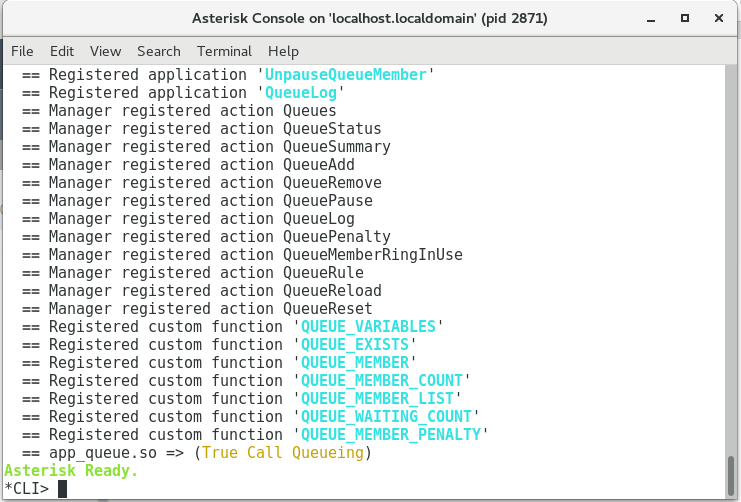 Asterisk Console on 'localhost.localdomain' (pid 2871)
File Edit View Search Terminal Help
== Registered application 'UnpauseQueueMember'
== Registered application 'QueueLog'
== Manager registered action Queues
== Manager registered action QueueStatus
== Manager registered action QueueSummary
== Manager registered action QueueAdd
== Manager registered action QueueRemove
== Manager registered action QueuePause
== Manager registered action QueueLog
== Manager registered action QueuePenalty
== Manager registered action QueueMemberRingInUse
== Manager registered action QueueRule
== Manager registered action QueueReload
== Manager registered action QueueReset
== Registered custom function 'QUEUE_VARIABLES'
== Registered custom function 'QUEUE_EXISTS'
== Registered custom function 'QUEUE_MEMBER'
== Registered custom function 'QUEUE_MEMBER_COUNT'
== Registered custom function 'QUEUE_MEMBER_LIST'
== Registered custom function 'QUEUE_WAITING_COUNT'
== Registered custom function 'QUEUE_MEMBER_PENALTY'
== app_queue.so => (True Call Queueing)
Asterisk Ready.
*CLI>